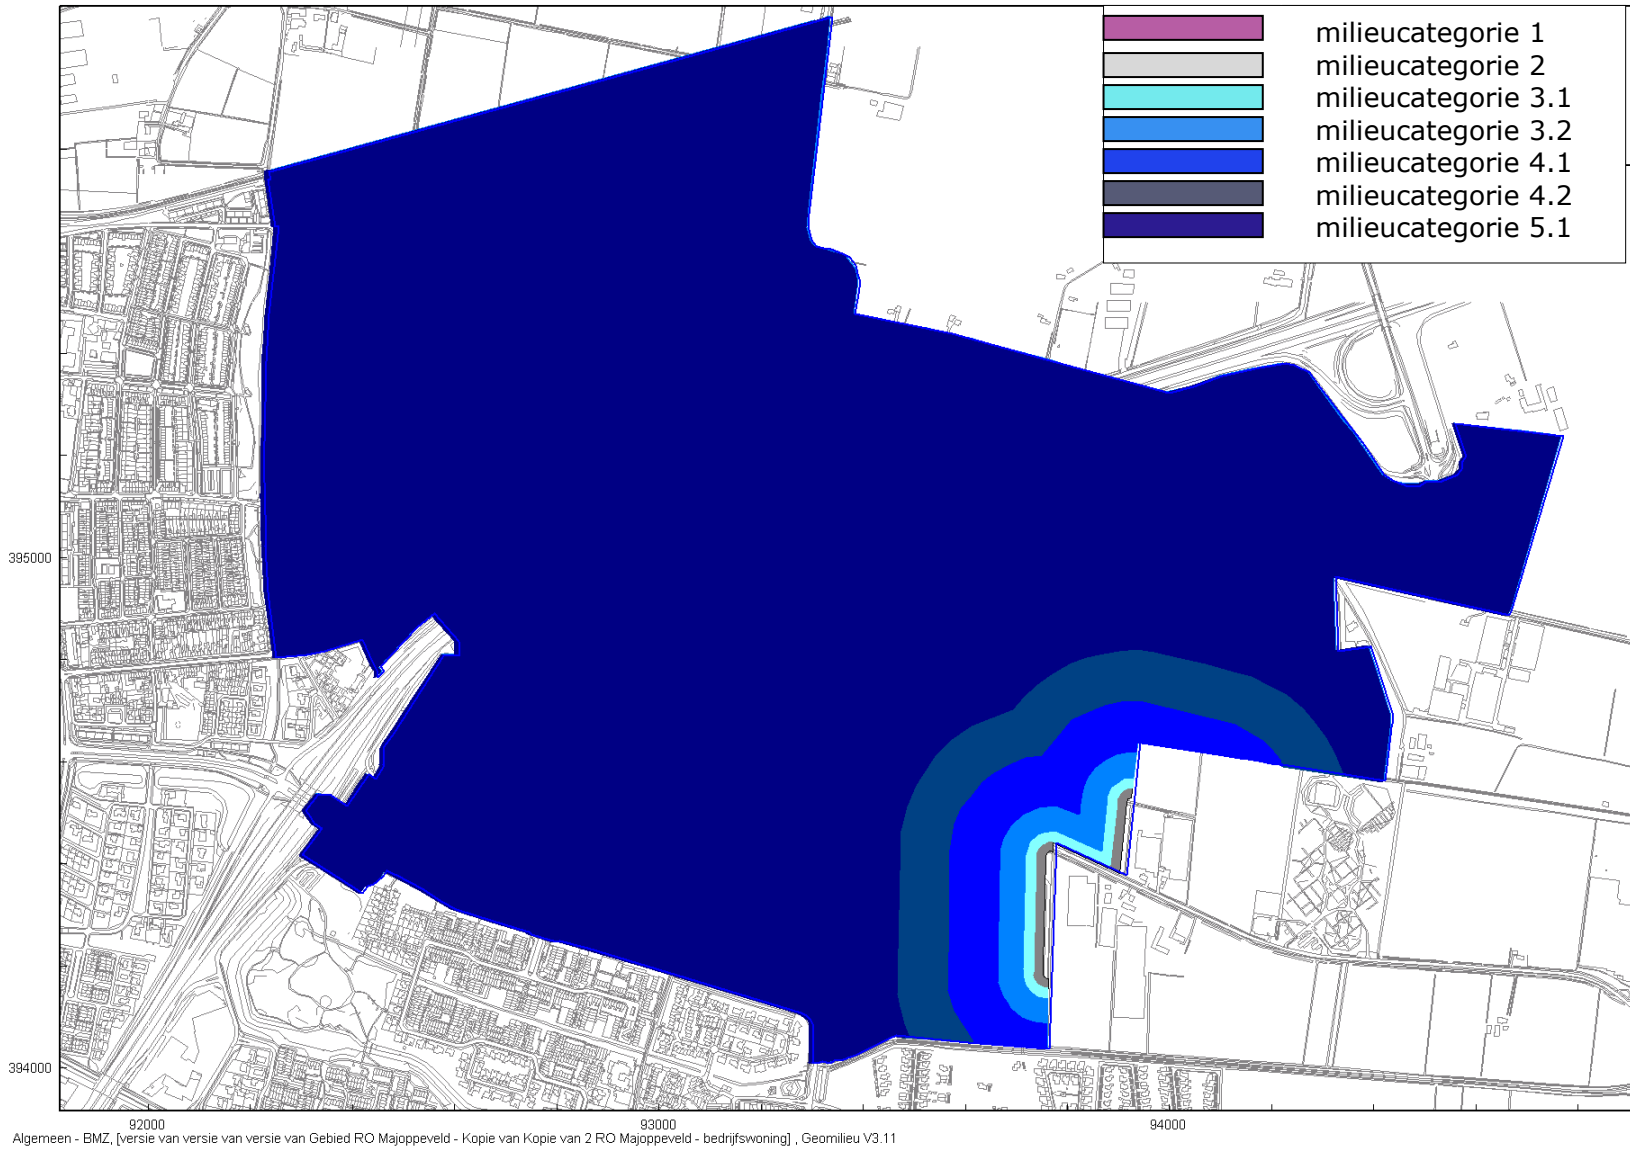 milieucategorie 1
milieucategorie 2
milieucategorie 3.1
milieucategorie 3.2
milieucategorie 4.1
milieucategorie 4.2
milieucategorie 5.1
395000
394000
92000
93000
94000
Algemeen - BMZ, [versie van versie van versie van Gebied RO Majoppeveld - Kopie van Kopie van 2 RO Majoppeveld - bedrijfswoning] , Geomilieu V3.11